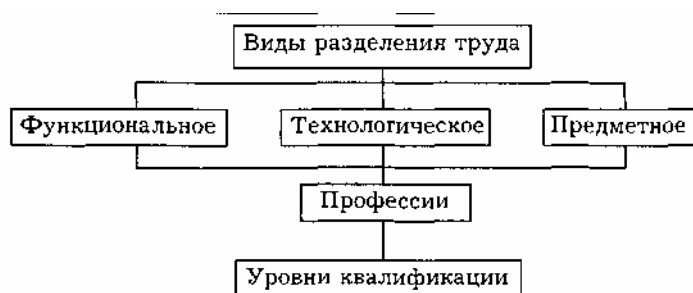 Виды разделения труда
Функциональное
Технологическое
Предметное
Профессии
Уровни квалификации